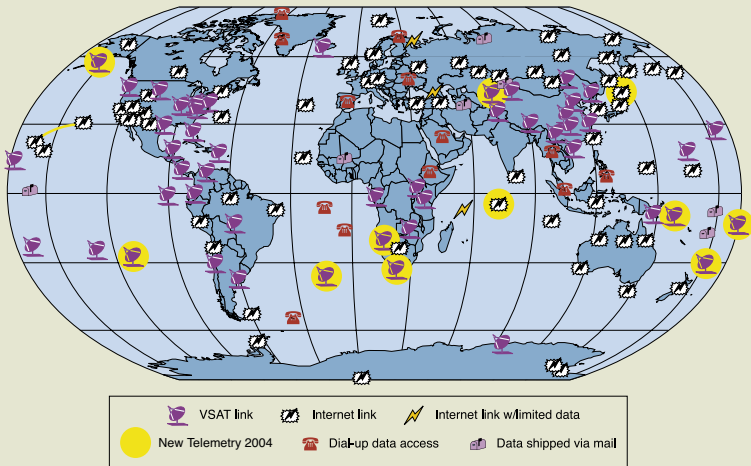 VSAT link
Internet link
Internet link w/limited data
New Telemetry 2004
Dial-up data access
Data shipped via mail